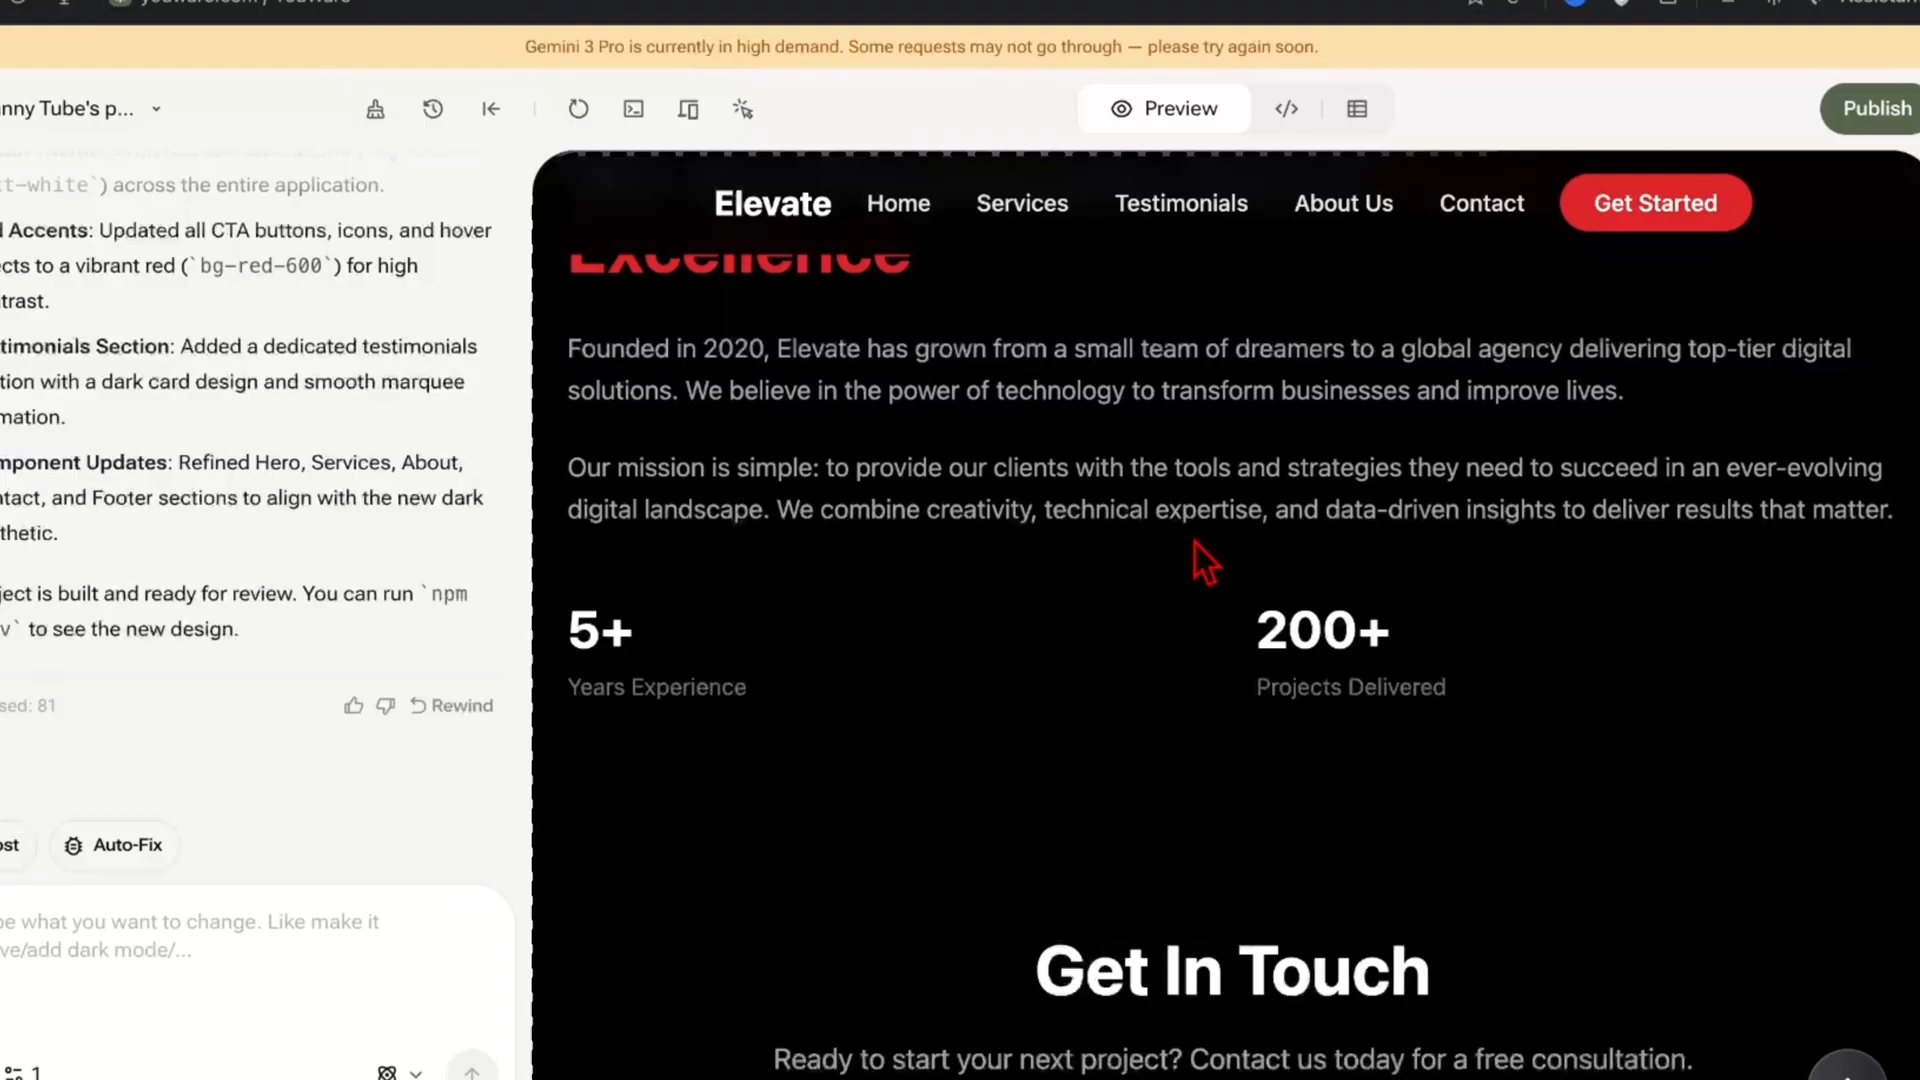 Gemini 3 Pro is currently in high demand. Some requests may not go through — please try again soon.
nny Tube's p...
Preview
Publish
t-white`) across the entire application.
Accents: Updated all CTA buttons, icons, and hover
cts to a vibrant red (`bg-red-600`) for high
trast.
timonials Section: Added a dedicated testimonials
tion with a dark card design and smooth marquee
mation.
mponent Updates: Refined Hero, Services, About,
ntact, and Footer sections to align with the new dark
thetic.
ject is built and ready for review. You can run `npm
v` to see the new design.
sed: 81
Rewind
ost
Auto-Fix
be what you want to change. Like make it
ve/add dark mode/...
1
Elevate
Home
Services
Testimonials
About Us
Contact
Get Started
Excellence
Founded in 2020, Elevate has grown from a small team of dreamers to a global agency delivering top-tier digital
solutions. We believe in the power of technology to transform businesses and improve lives.
Our mission is simple: to provide our clients with the tools and strategies they need to succeed in an ever-evolving
digital landscape. We combine creativity, technical expertise, and data-driven insights to deliver results that matter.
5+
Years Experience
200+
Projects Delivered
Get In Touch
Ready to start your next project? Contact us today for a free consultation.